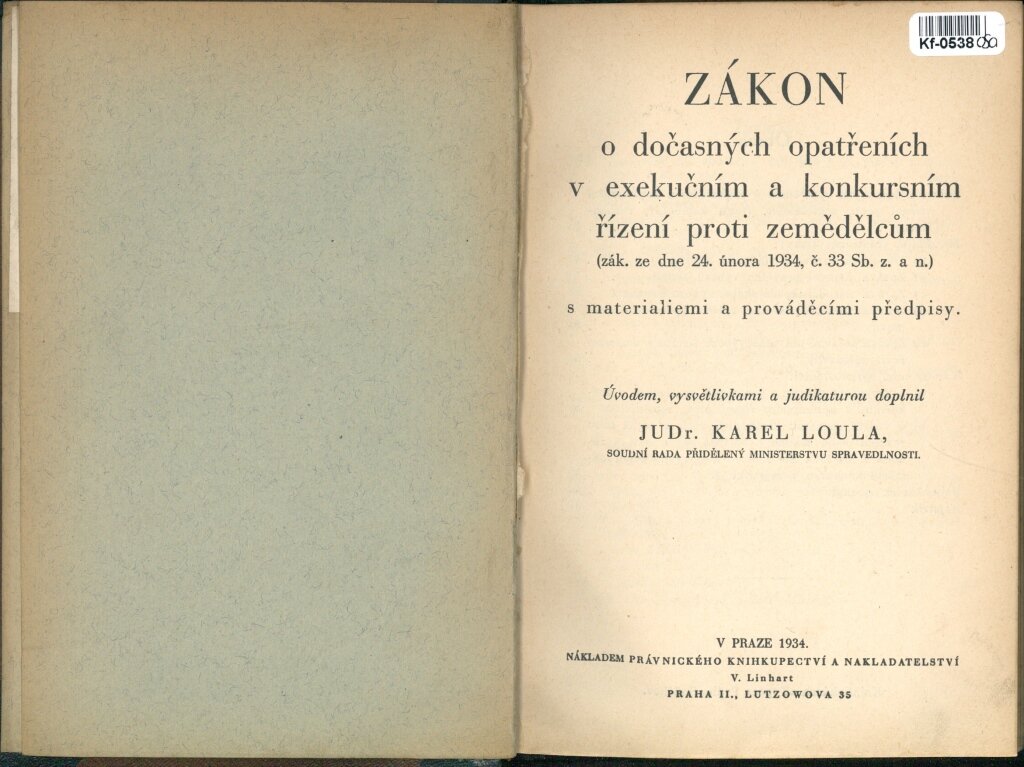 Kf-0538
ZÁKON
o dočasných opatřeních
v exekučním a konkursním
řízení proti zemědělcům
(zák. ze dne 24. února 1934, č. 33 Sb. z. a n.)
s materialiemi a prováděcími předpisy.
Úvodem, vysvětlivkami a judikaturou doplnil
JUDr. KAREL LOULA,
SOUDNÍ RADA PŘIDĚLENÝ MINISTERSTVU SPRAVEDLNOSTI.
V PRAZE 1934.
NÁKLADEM PRÁVNICKÉHO KNIHKUPECTVÍ A NAKLADATELSTVÍ
V. Linhart
PRAHA II., LUTZOWOVA 35